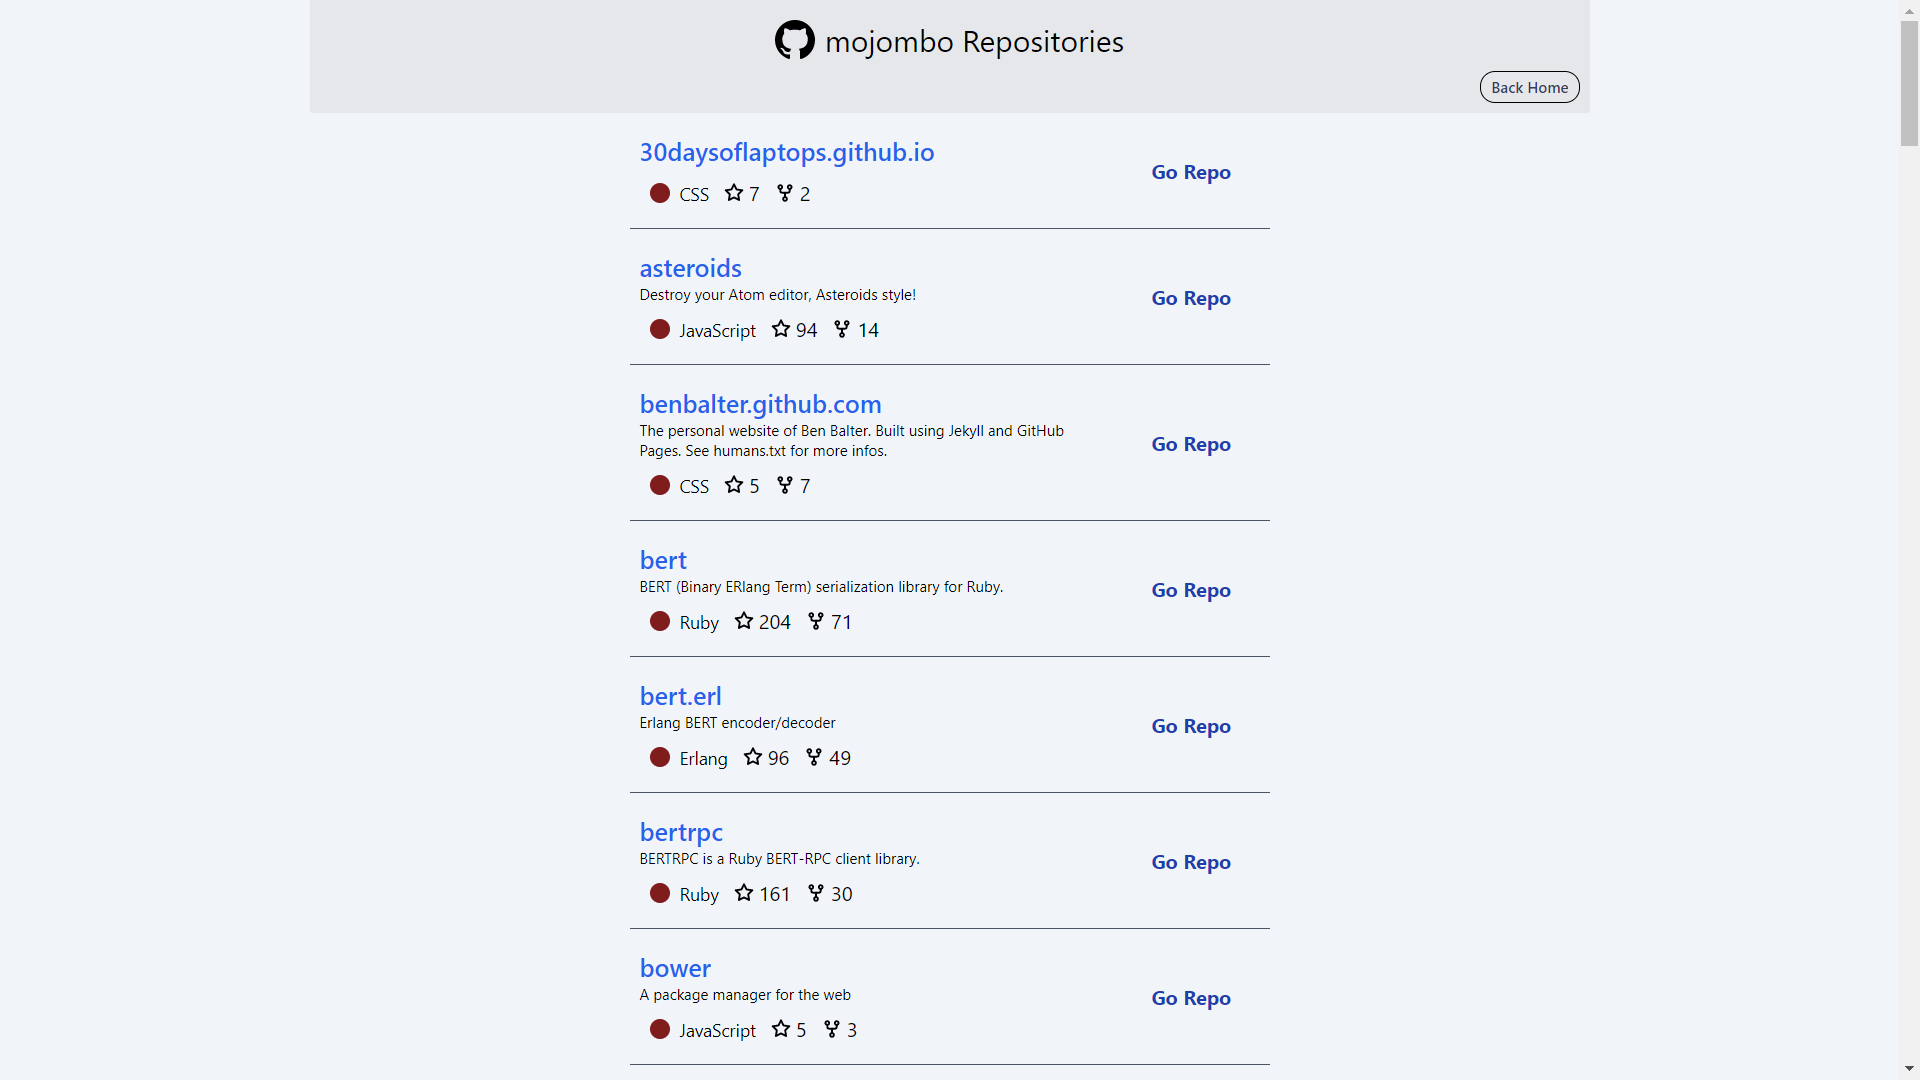 mojombo Repositories
Back Home
30daysoflaptops.github.io
Go Repo
CSS 7 2
asteroids
Destroy your Atom editor, Asteroids style!
Go Repo
JavaScript 94 14
benbalter.github.com
The personal website of Ben Balter. Built using Jekyll and GitHub
Pages. See humans.txt for more infos.
Go Repo
CSS 5 7
bert
BERT (Binary ERlang Term) serialization library for Ruby.
Go Repo
Ruby 204 71
bert.erl
Erlang BERT encoder/decoder
Go Repo
Erlang 96 49
bertrpc
BERTRPC is a Ruby BERT-RPC client library.
Go Repo
Ruby 161 30
bower
A package manager for the web
Go Repo
JavaScript 5 3